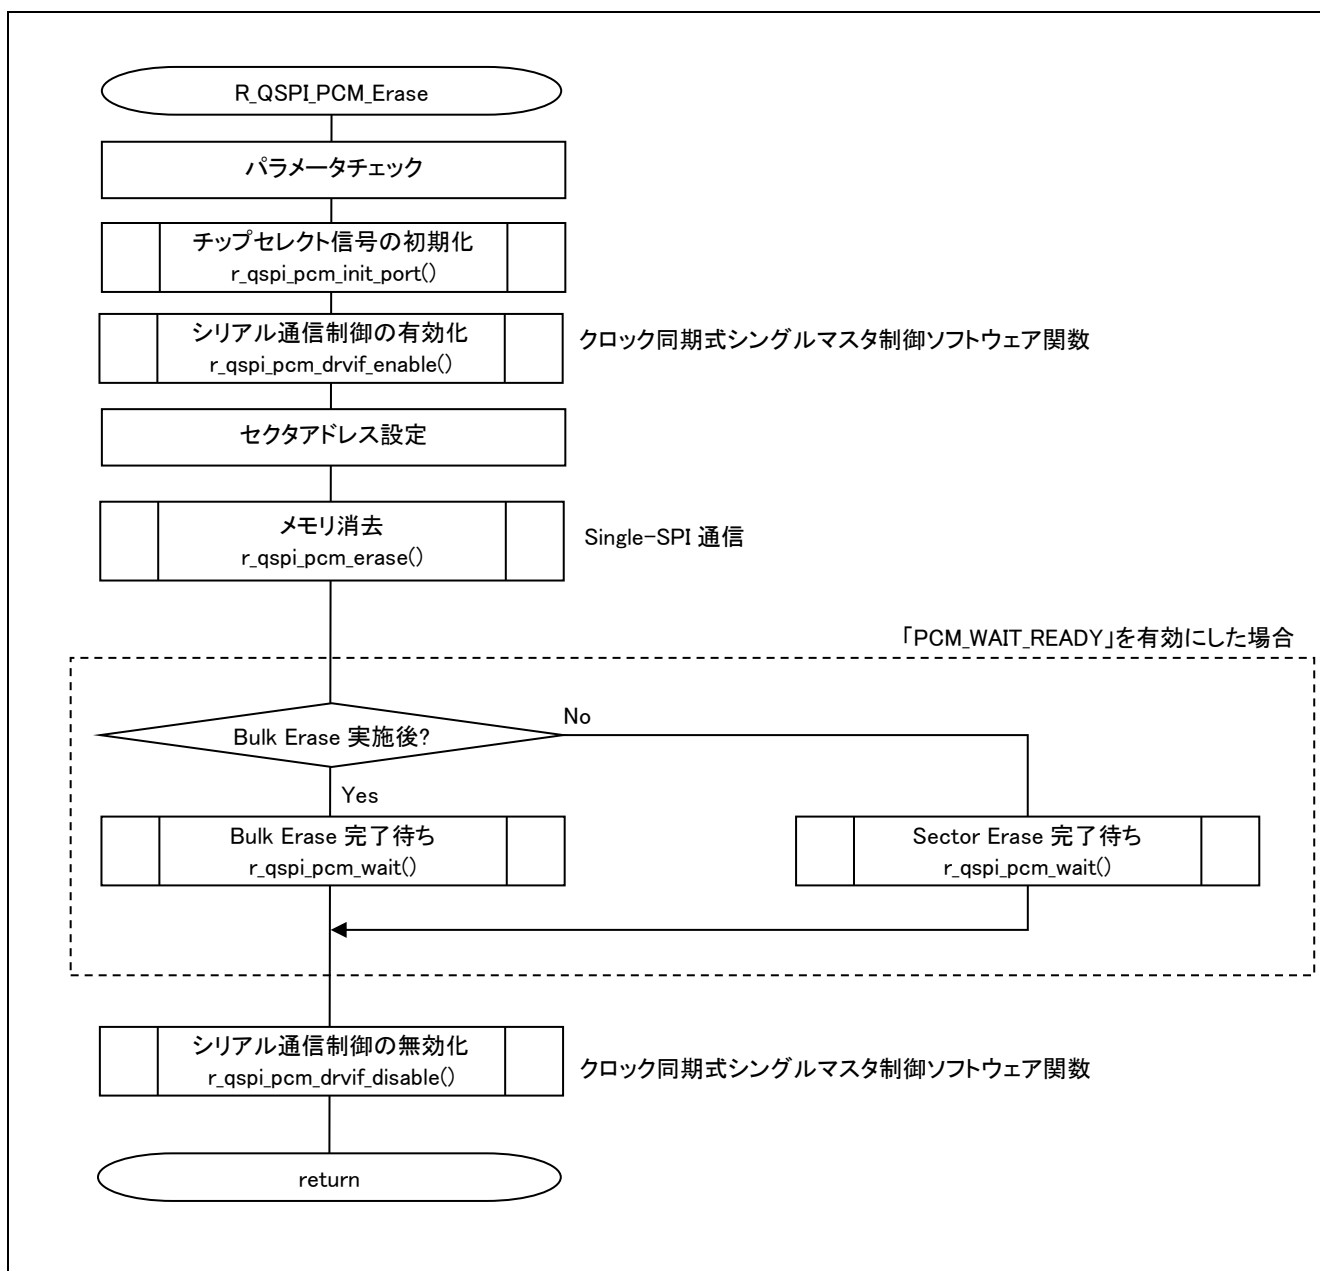 R_QSPI_PCM_Erase
パラメータチェック
チップセレクト信号の初期化
r_qspi_pcm_init_port()
シリアル通信制御の有効化
r_qspi_pcm_drvif_enable()
クロック同期式シングルマスタ制御ソフトウェア関数
セクタアドレス設定
メモリ消去
r_qspi_pcm_erase()
Single-SPI 通信
「PCM_WAIT_READY」を有効にした場合
Bulk Erase 実施後?
No
Yes
Bulk Erase 完了待ち
r_qspi_pcm_wait()
Sector Erase 完了待ち
r_qspi_pcm_wait()
シリアル通信制御の無効化
r_qspi_pcm_drvif_disable()
クロック同期式シングルマスタ制御ソフトウェア関数
return